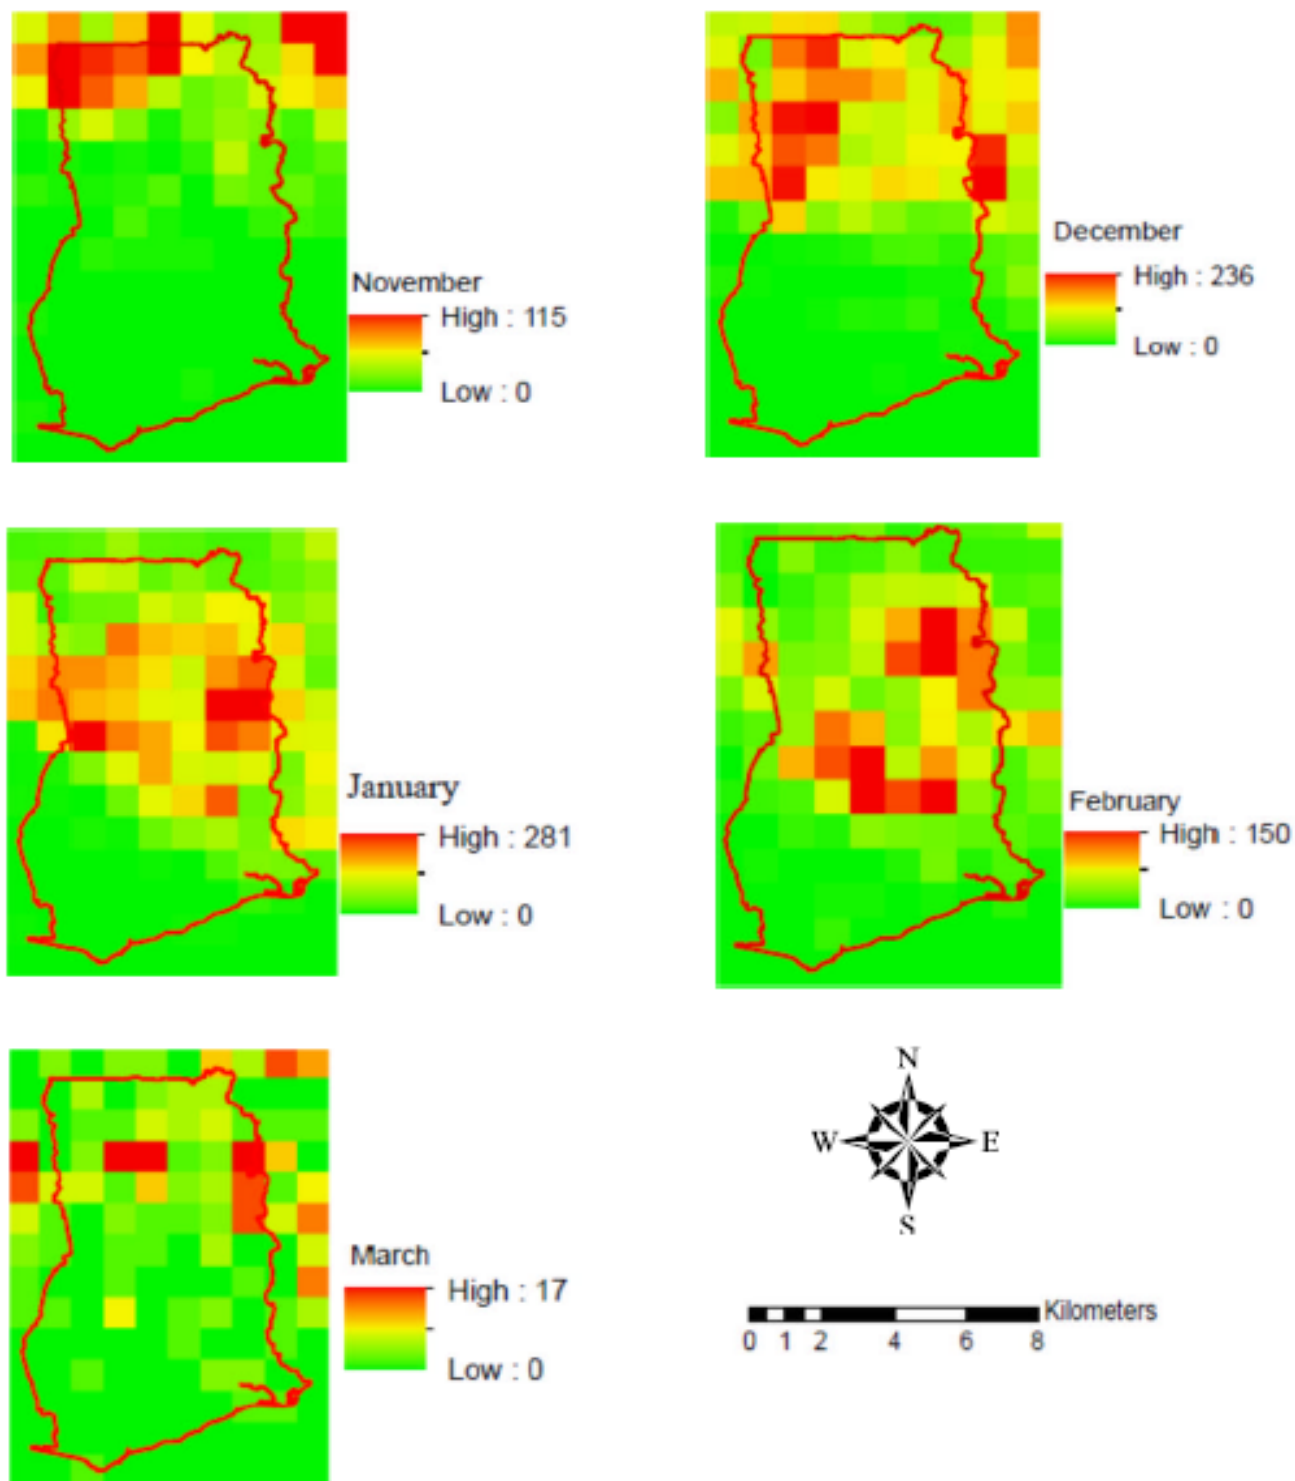 November
High : 115
Low : 0
December
High : 236
Low : 0
January
High : 281
Low : 0
February
High : 150
Low : 0
March
High : 17
Low : 0
N
W E
S
Kilometers
0 1 2 4 6 8